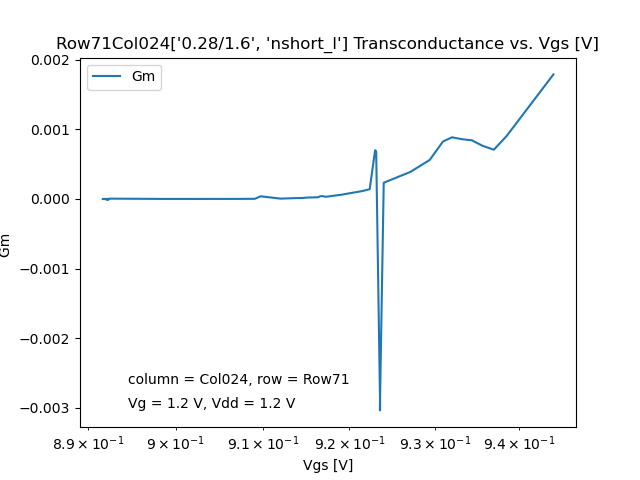 Row71Col024['0.28/1.6', 'nshort_l'] Transconductance vs. Vgs [V]
Gm
0.002
0.001
0.000
−0.001
−0.002
−0.003
Gm
column = Col024, row = Row71
Vg = 1.2 V, Vdd = 1.2 V
8.9 × 10⁻¹ 9 × 10⁻¹ 9.1 × 10⁻¹ 9.2 × 10⁻¹ 9.3 × 10⁻¹ 9.4 × 10⁻¹
Vgs [V]